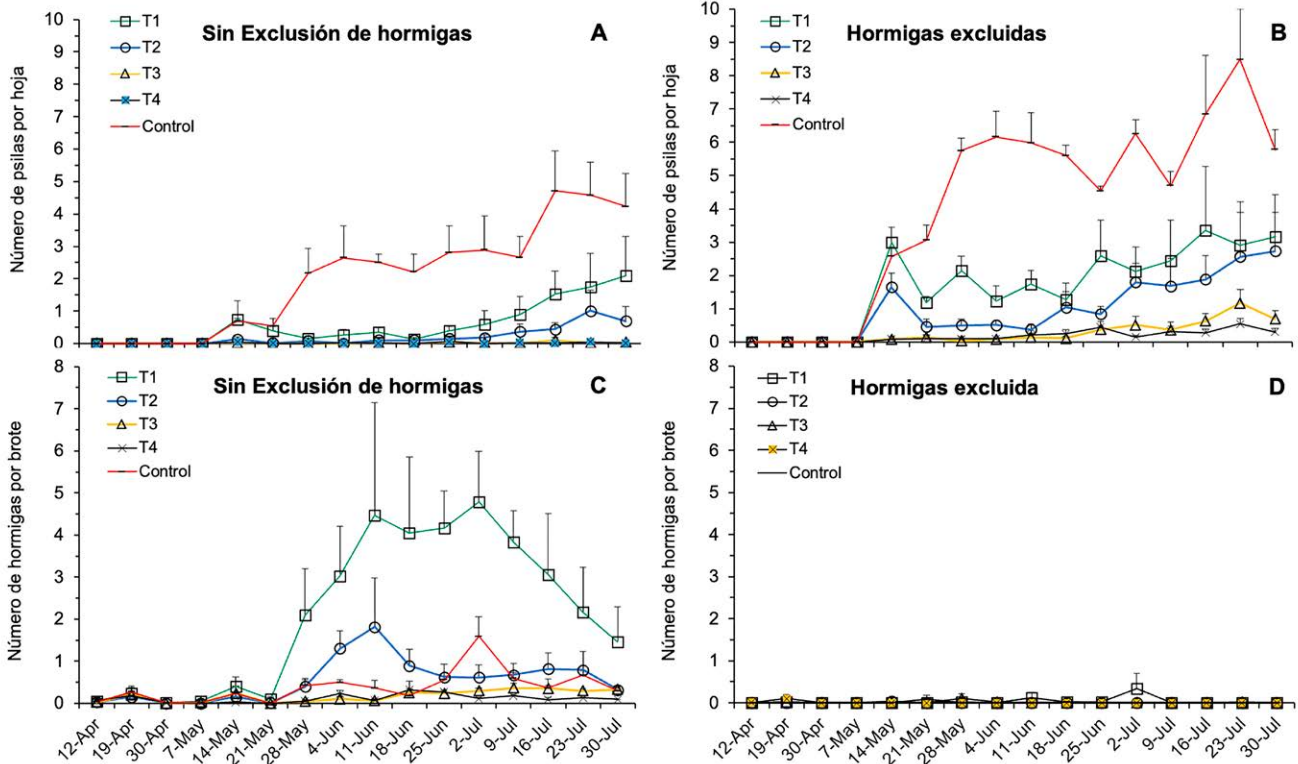 Sin Exclusión de hormigas
A
T1
T2
T3
T4
Control
Número de psilas por hoja
10
9
8
7
6
5
4
3
2
1
0
Hormigas excluidas
B
T1
T2
T3
T4
Control
Número de psilas por hoja
10
9
8
7
6
5
4
3
2
1
0
Sin Exclusión de hormigas
C
T1
T2
T3
T4
Control
Número de hormigas por brote
8
7
6
5
4
3
2
1
0
12-Apr
19-Apr
30-Apr
7-May
14-May
21-May
28-May
4-Jun
11-Jun
18-Jun
25-Jun
2-Jul
9-Jul
16-Jul
23-Jul
30-Jul
Hormigas excluida
D
T1
T2
T3
T4
Control
Número de hormigas por brote
8
7
6
5
4
3
2
1
0
12-Apr
19-Apr
30-Apr
7-May
14-May
21-May
28-May
4-Jun
11-Jun
18-Jun
25-Jun
2-Jul
9-Jul
16-Jul
23-Jul
30-Jul